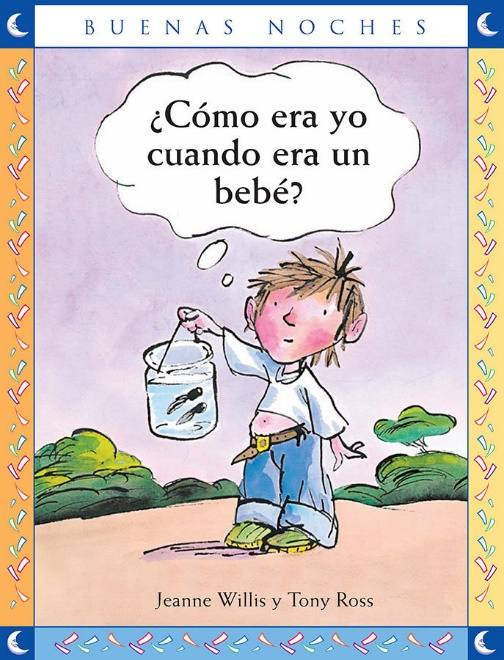 BUENAS NOCHES
¿Cómo era yo
cuando era un
bebé?
Jeanne Willis y Tony Ross